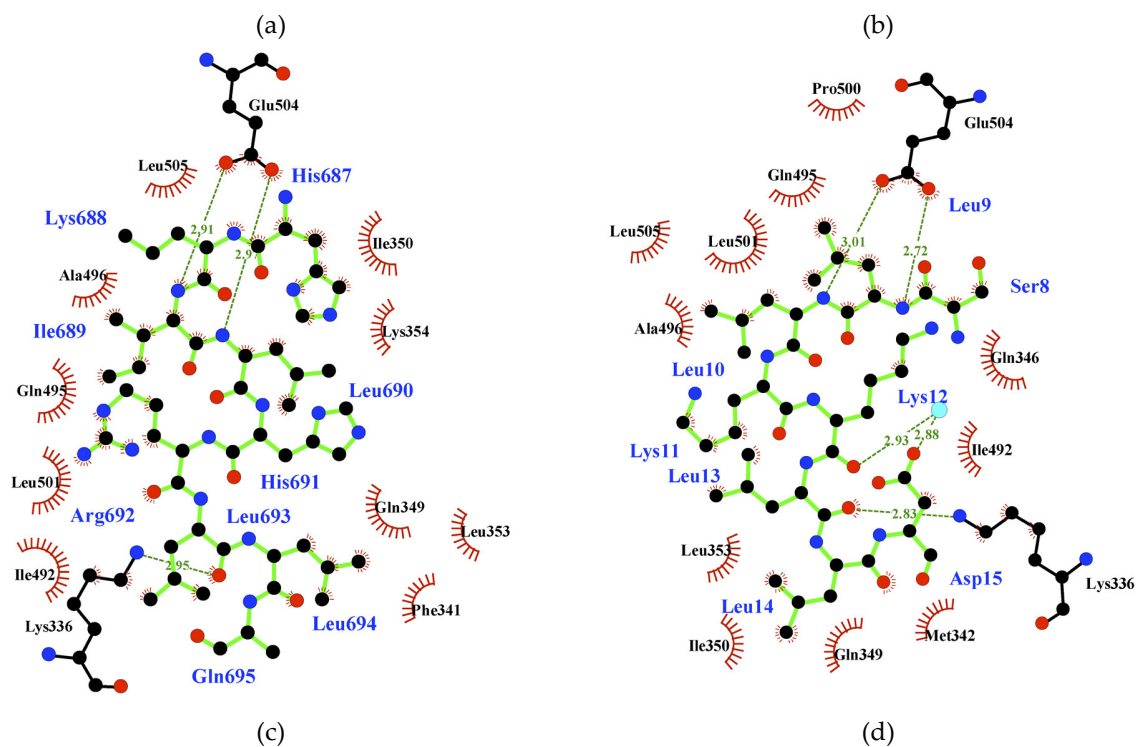 (a)
(b)
Glu504
Leu505
His687
Lys688
2.91
2.9
Ile350
Ala496
Ile689
Lys354
Gln495
Leu690
Leu501
His691
Arg692
Leu693
Gln349
Leu353
Ile492
2.95
Lys336
Phe341
Leu694
Gln695
Pro500
Glu504
Gln495
Leu9
Leu505
Leu501
3.01
2.72
Ser8
Ala496
Gln346
Leu10
Lys12
Lys11
2.93
2.88
Ile492
Leu13
2.83
Leu353
Asp15
Lys336
Leu14
Met342
Ile350
Gln349
(c)
(d)